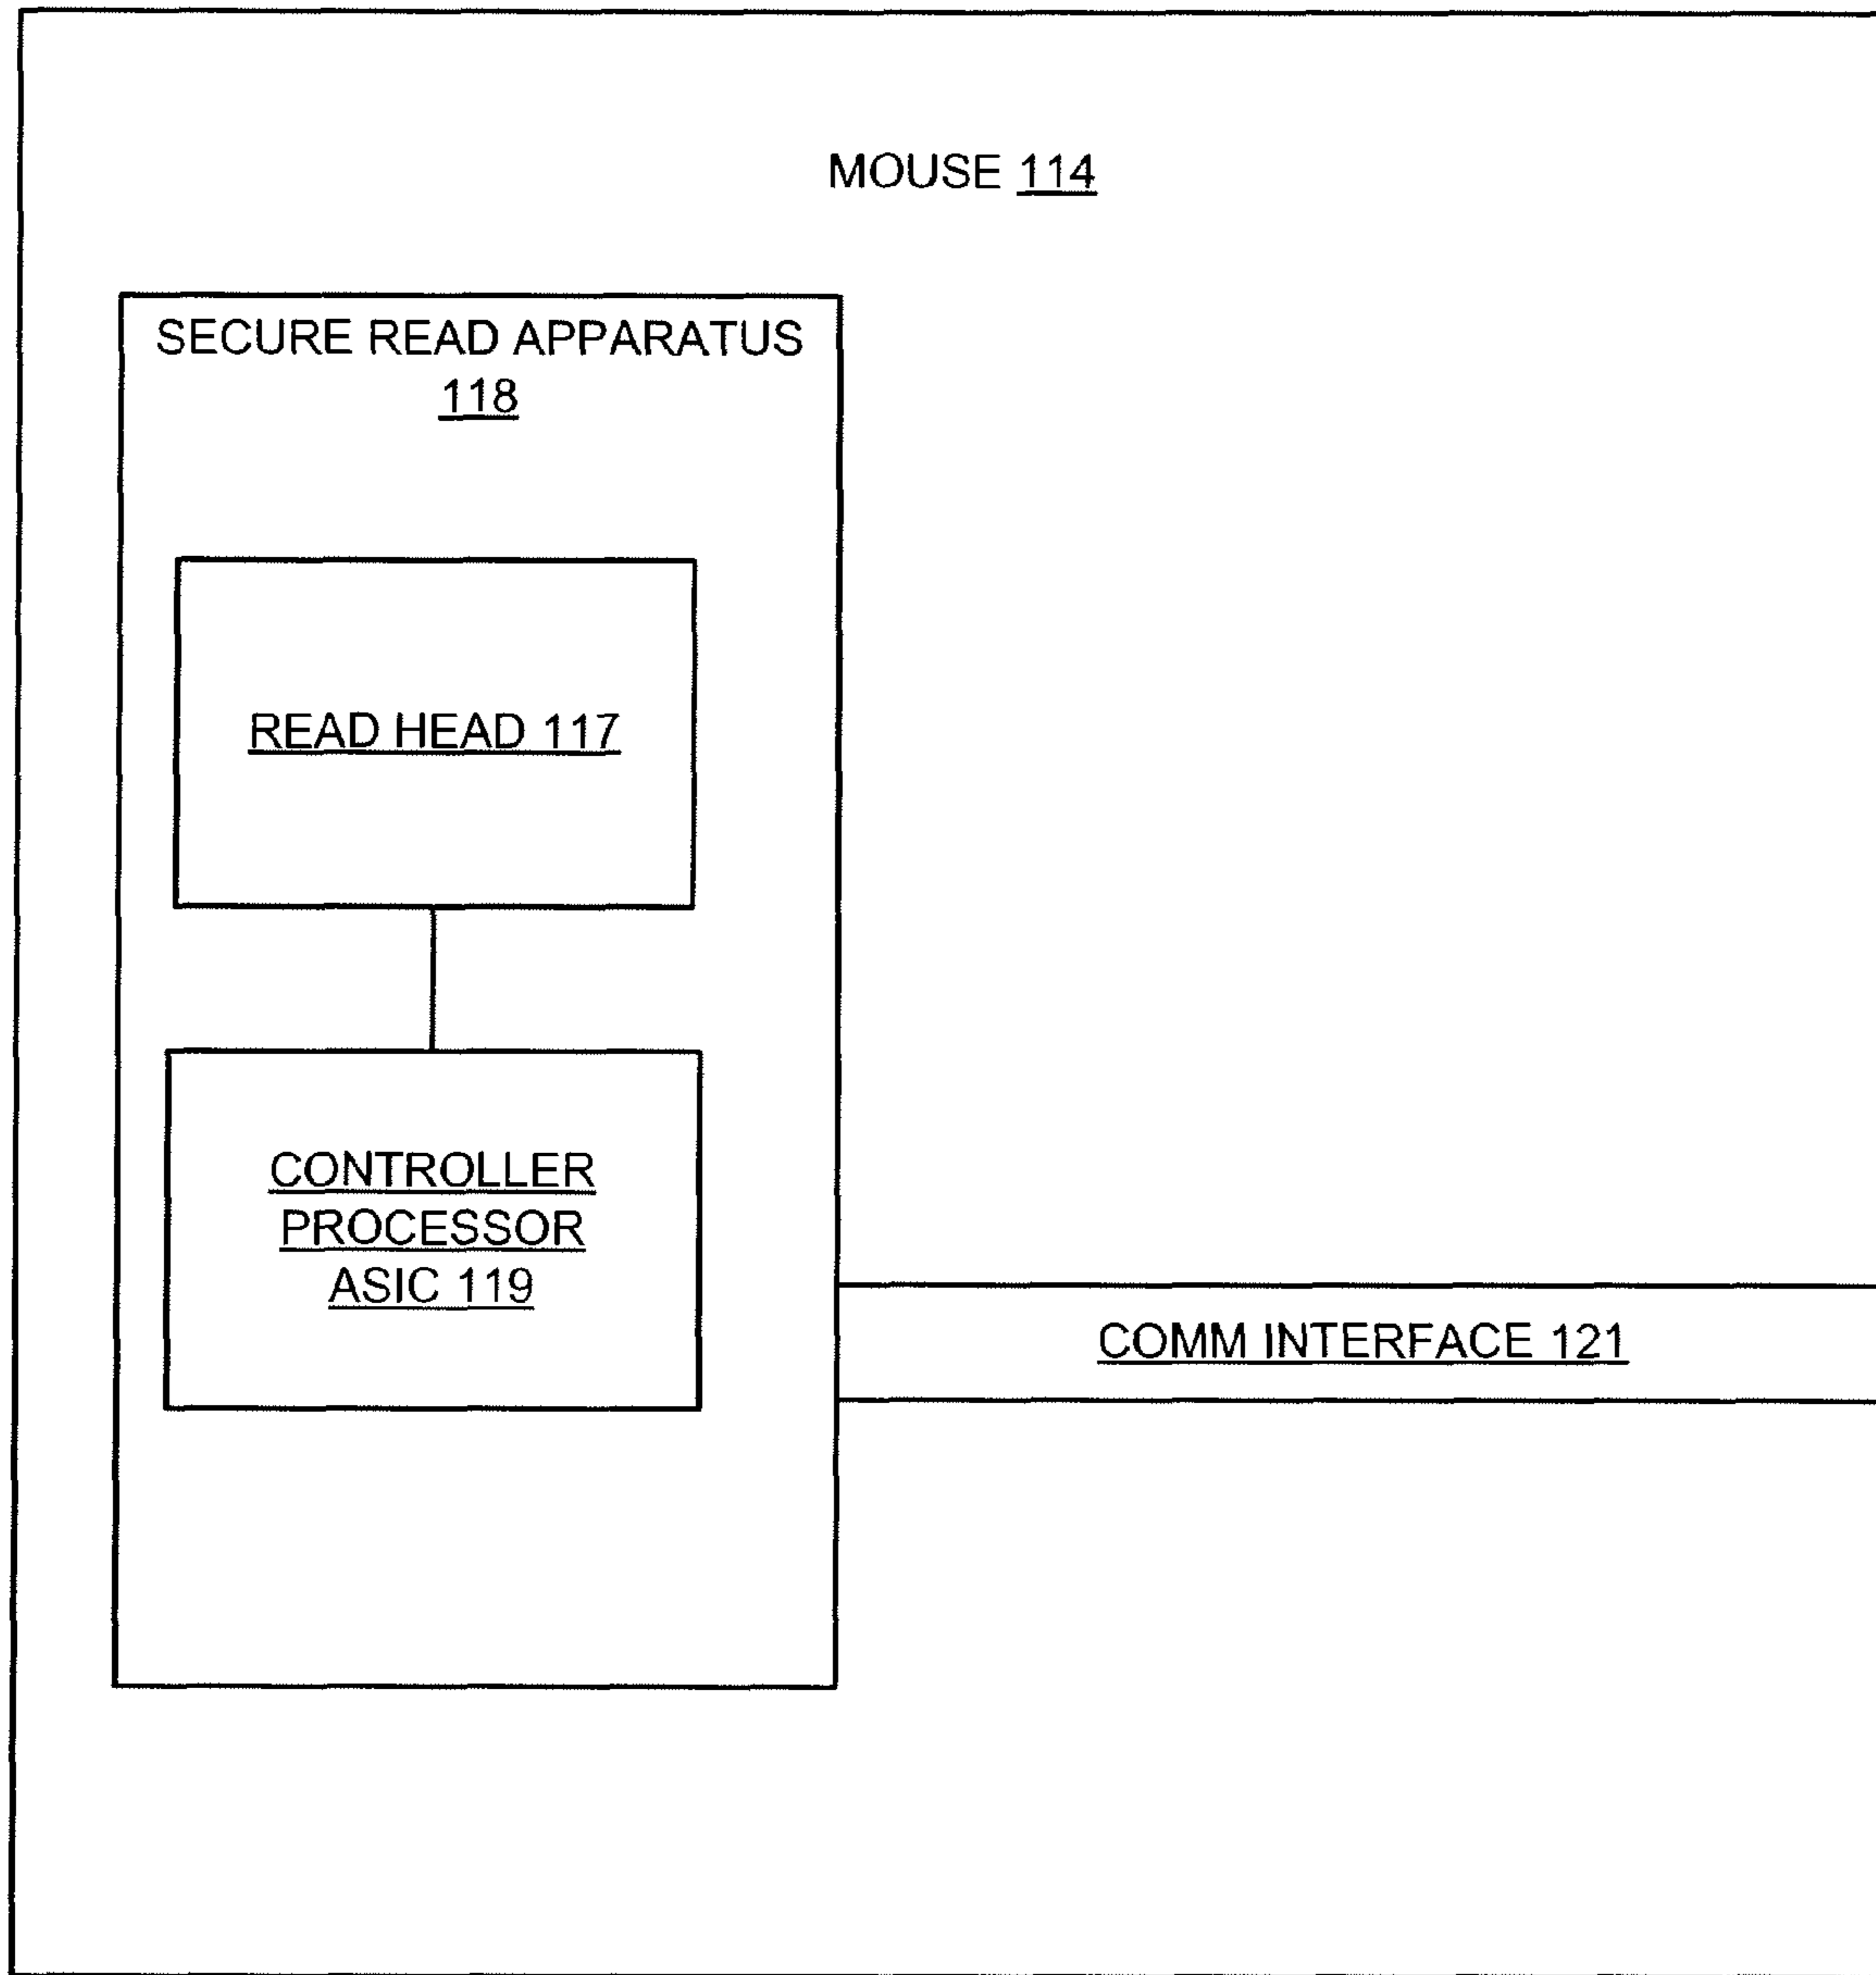 MOUSE 114
SECURE READ APPARATUS
118
READ HEAD 117
CONTROLLER
PROCESSOR
ASIC 119
COMM INTERFACE 121